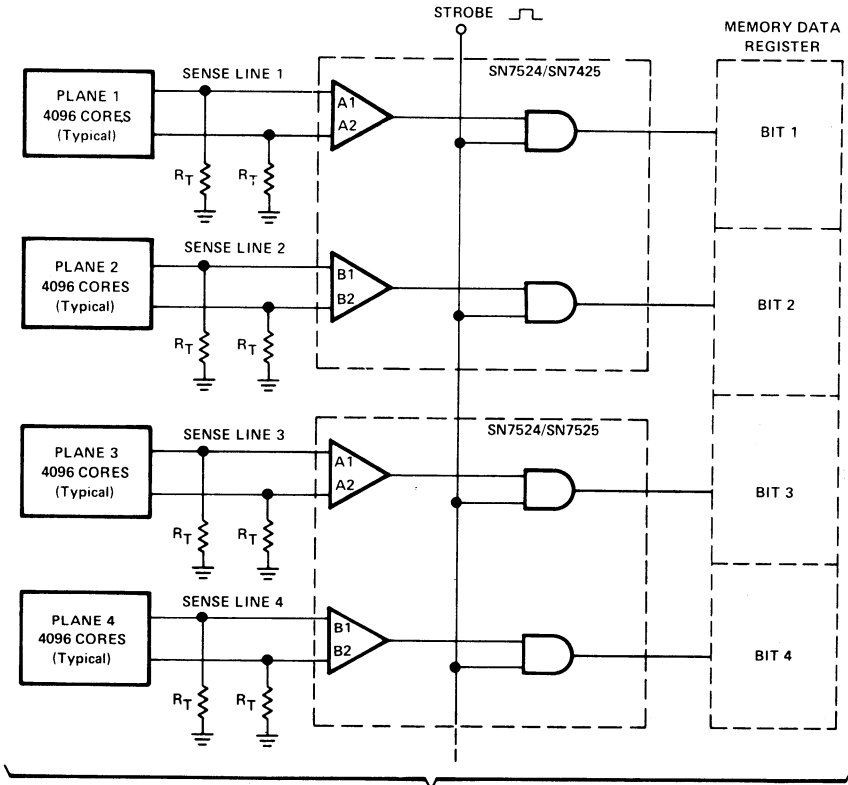 STROBE
MEMORY DATA
REGISTER
SENSE LINE 1
SN7524/SN7425
PLANE 1
4096 CORES
(Typical)
A1
A2
BIT 1
RT
RT
SENSE LINE 2
PLANE 2
4096 CORES
(Typical)
B1
B2
BIT 2
RT
RT
SENSE LINE 3
SN7524/SN7525
PLANE 3
4096 CORES
(Typical)
A1
A2
BIT 3
RT
RT
SENSE LINE 4
PLANE 4
4096 CORES
(Typical)
B1
B2
BIT 4
RT
RT